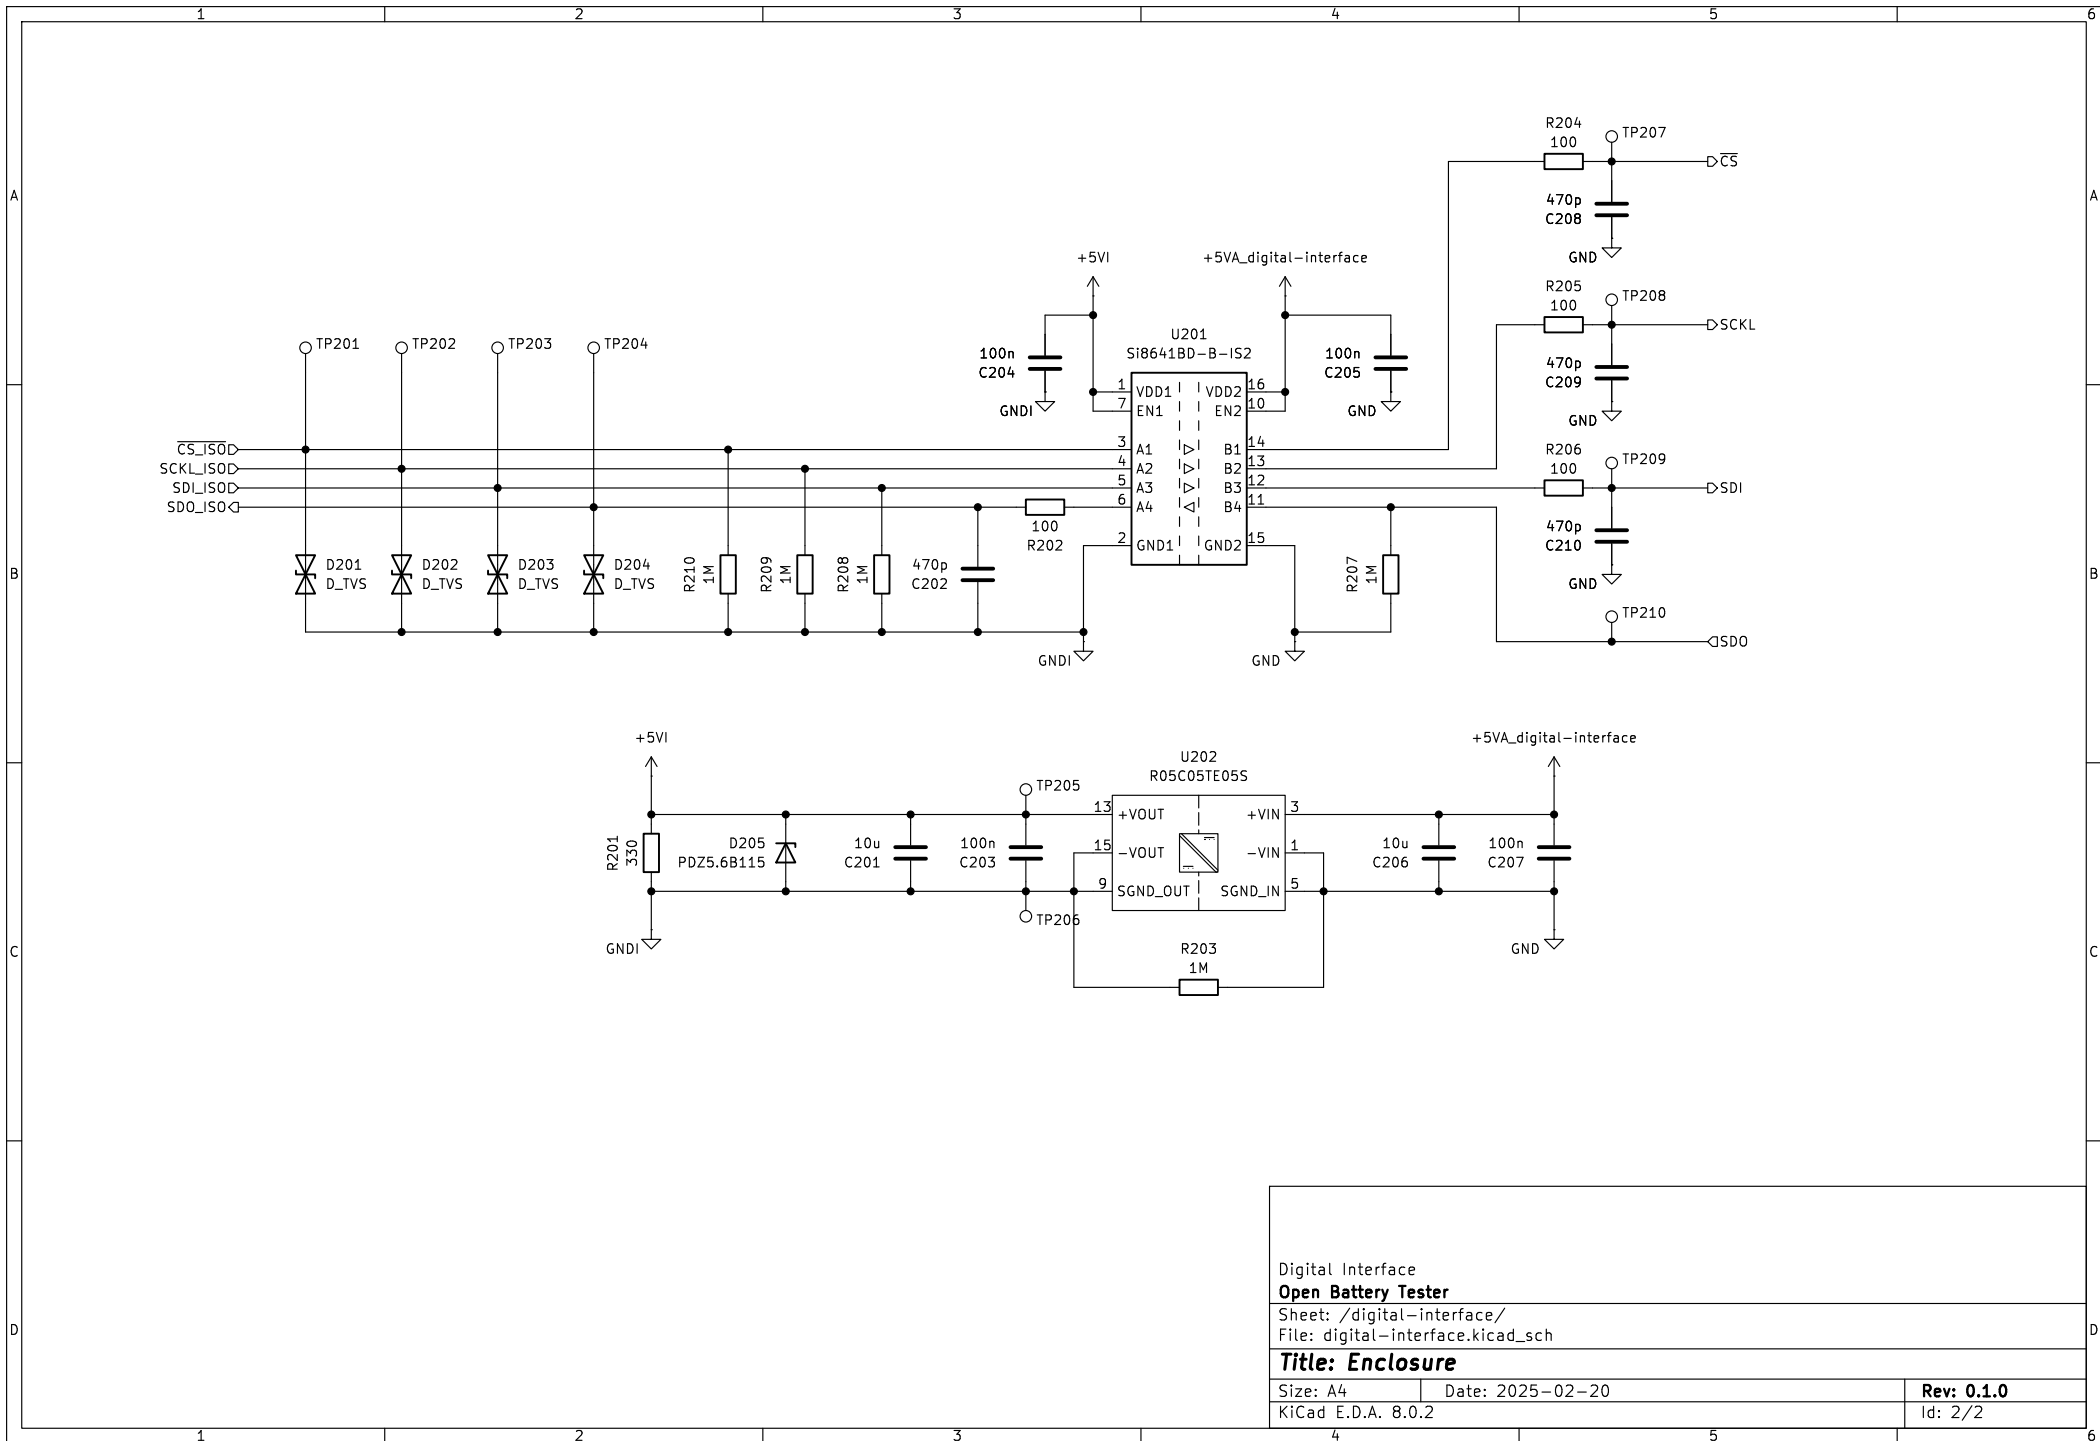 1 2 3 4 5 6
A
B
C
D
A
B
C
D
R204
100
TP207
C̅S̅
470p
C208
GND
+5VI
+5VA_digital-interface
R205
100
TP208
SCKL
470p
C209
GND
U201
Si8641BD-B-IS2
100n
C204
GNDI
100n
C205
GND
TP201
TP202
TP203
TP204
1 VDD1
7 EN1
3 A1
4 A2
5 A3
6 A4
2 GND1
VDD2 16
EN2 10
B1 14
B2 13
B3 12
B4 11
GND2 15
C̅S̅_̅I̅S̅O̅
SCKL_ISO
SDI_ISO
SDO_ISO
R206
100
TP209
SDI
470p
C210
GND
100
R202
D201
D_TVS
D202
D_TVS
D203
D_TVS
D204
D_TVS
R210
1M
R209
1M
R208
1M
470p
C202
R207
1M
TP210
SDO
GNDI
GND
+5VI
U202
R05C05TE05S
+5VA_digital-interface
TP205
13 +VOUT
15 -VOUT
9 SGND_OUT
+VIN 3
-VIN 1
SGND_IN 5
R201
330
D205
PDZ5.6B115
10u
C201
100n
C203
10u
C206
100n
C207
TP206
GNDI
GND
R203
1M
Digital Interface
Open Battery Tester
Sheet: /digital-interface/
File: digital-interface.kicad_sch
Title: Enclosure
Size: A4 Date: 2025-02-20 Rev: 0.1.0
KiCad E.D.A. 8.0.2 Id: 2/2
1 2 3 4 5 6